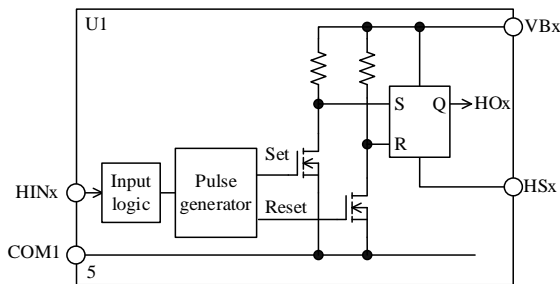 U1
VBx
S
Q
HOx
R
Set
HINx
Input
logic
Pulse
generator
HSx
Reset
COM1
5